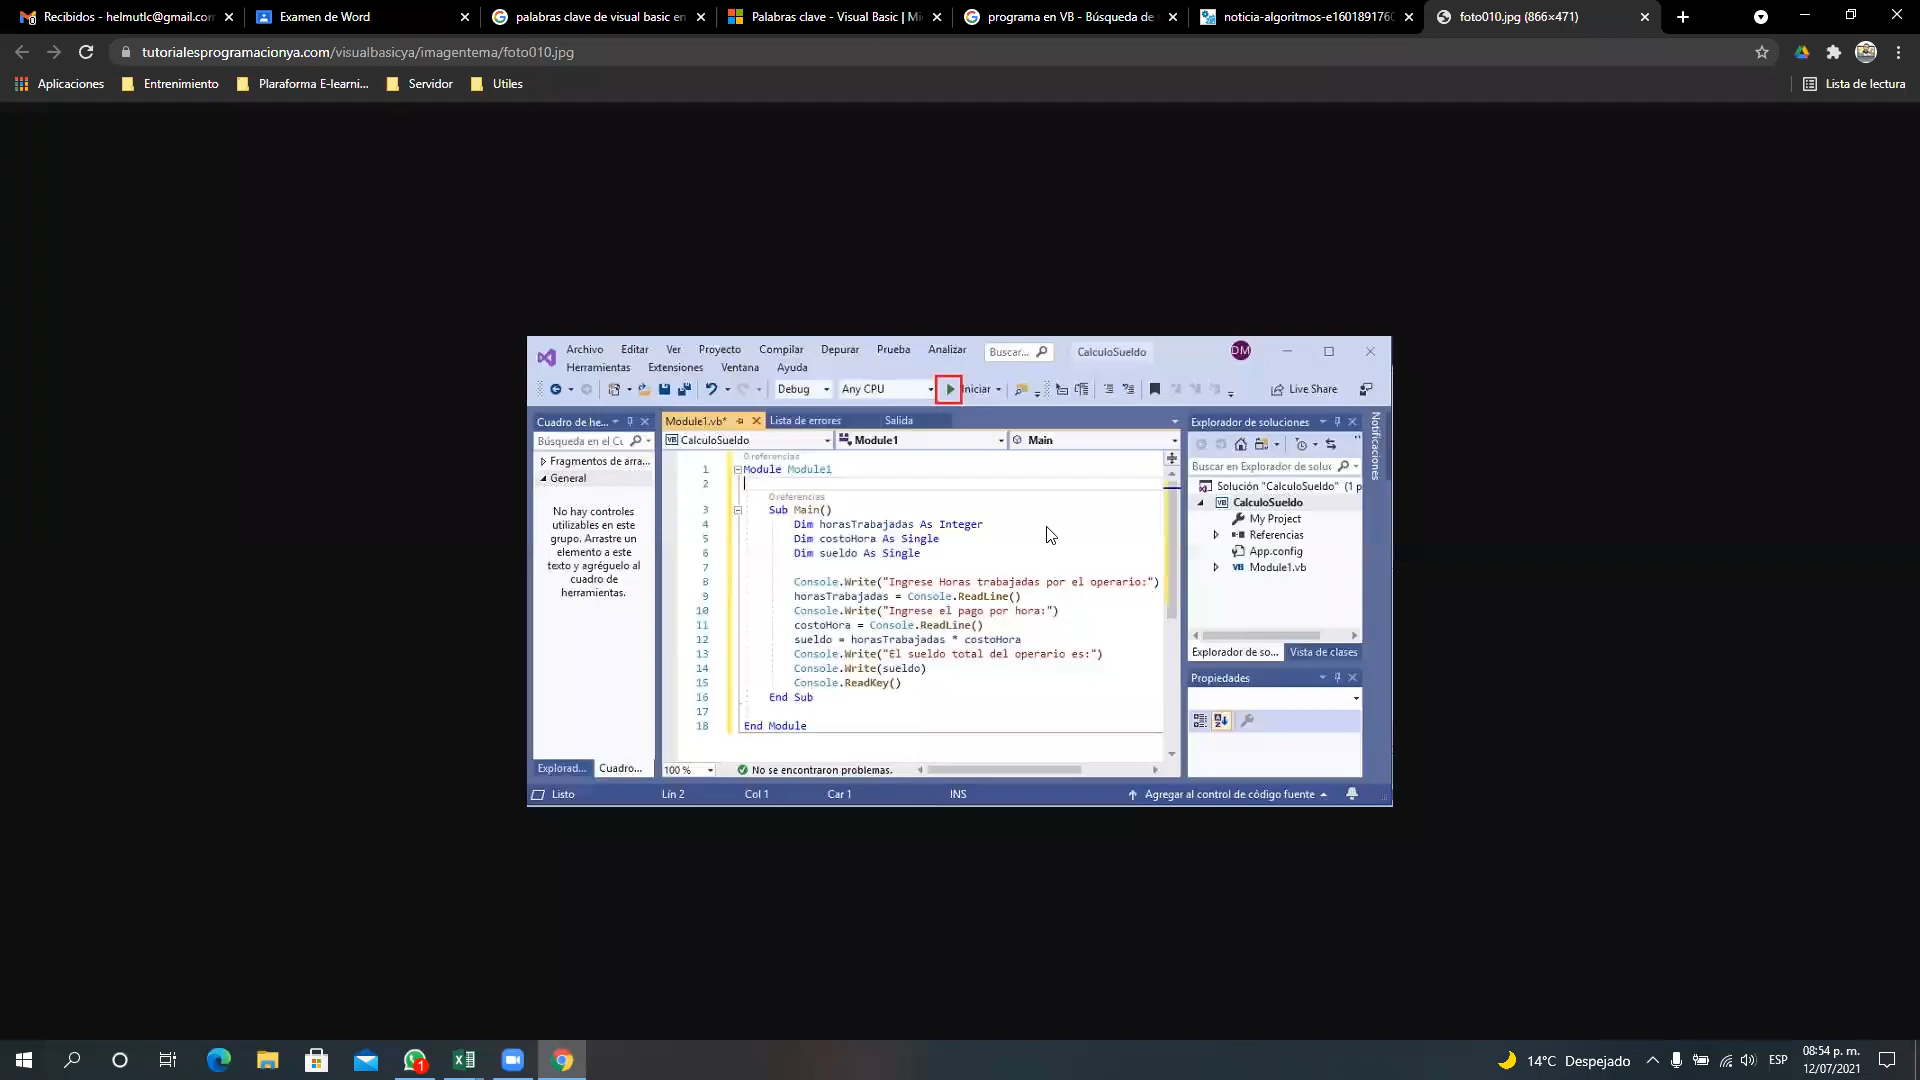 Recibidos - helmutlc@gmail.con
Examen de Word
palabras clave de visual basic en
Palabras clave - Visual Basic | Mi
programa en VB - Búsqueda de
noticia-algoritmos-e160189176
foto010.jpg (866×471)
tutorialesprogramacionya.com/visualbasicya/imagentema/foto010.jpg
Aplicaciones
Entrenimiento
Plaraforma E-learni...
Servidor
Utiles
Lista de lectura
Archivo Editar Ver Proyecto Compilar Depurar Prueba Analizar
Buscar...
CalculoSueldo
DM
Herramientas Extensiones Ventana Ayuda
Debug
Any CPU
Iniciar
Live Share
Cuadro de he...
Module1.vb*
Lista de errores
Salida
Explorador de soluciones
Notificaciones
Búsqueda en el Cu
CalculoSueldo
Module1
Main
Fragmentos de arra...
General
No hay controles
utilizables en este
grupo. Arrastre un
elemento a este
texto y agréguelo al
cuadro de
herramientas.
0 referencias
1 Module Module1
2
0 referencias
3 Sub Main()
4 Dim horasTrabajadas As Integer
5 Dim costoHora As Single
6 Dim sueldo As Single
7
8 Console.Write("Ingrese Horas trabajadas por el operario:")
9 horasTrabajadas = Console.ReadLine()
10 Console.Write("Ingrese el pago por hora:")
11 costoHora = Console.ReadLine()
12 sueldo = horasTrabajadas * costoHora
13 Console.Write("El sueldo total del operario es:")
14 Console.Write(sueldo)
15 Console.ReadKey()
16 End Sub
17
18 End Module
Buscar en Explorador de soluc
Solución "CalculoSueldo" (1 p
CalculoSueldo
My Project
Referencias
App.config
Module1.vb
Explorador de so...
Vista de clases
Propiedades
Explorad...
Cuadro...
100 %
No se encontraron problemas.
Listo
Lín 2
Col 1
Car 1
INS
Agregar al control de código fuente
1
14°C Despejado
ESP
08:54 p. m.
12/07/2021